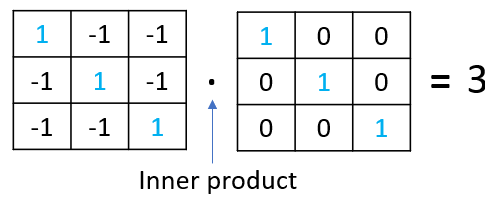 1 -1 -1 1 0 0
-1 1 -1 · 0 1 0 = 3
-1 -1 1 0 0 1
Inner product